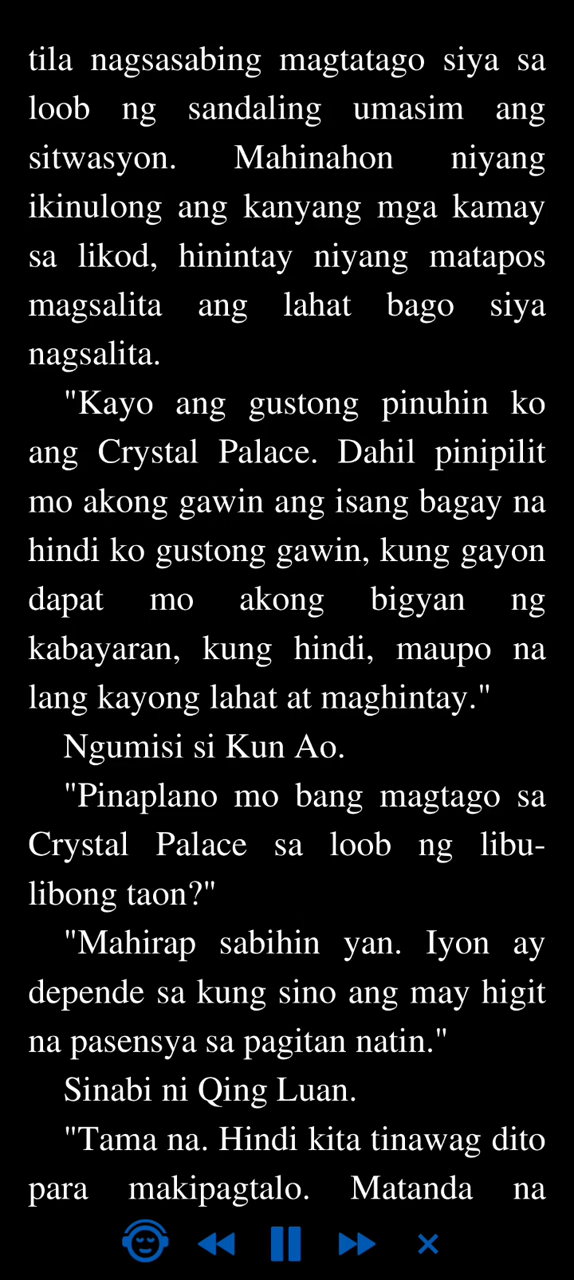 tila nagsasabing magtatago siya sa
loob ng sandaling umasim ang
sitwasyon. Mahinahon niyang
ikinulong ang kanyang mga kamay
sa likod, hinintay niyang matapos
magsalita ang lahat bago siya
nagsalita.
"Kayo ang gustong pinuhin ko
ang Crystal Palace. Dahil pinipilit
mo akong gawin ang isang bagay na
hindi ko gustong gawin, kung gayon
dapat mo akong bigyan ng
kabayaran, kung hindi, maupo na
lang kayong lahat at maghintay."
Ngumisi si Kun Ao.
"Pinaplano mo bang magtago sa
Crystal Palace sa loob ng libu-
libong taon?"
"Mahirap sabihin yan. Iyon ay
depende sa kung sino ang may higit
na pasensya sa pagitan natin."
Sinabi ni Qing Luan.
"Tama na. Hindi kita tinawag dito
para makipagtalo. Matanda na